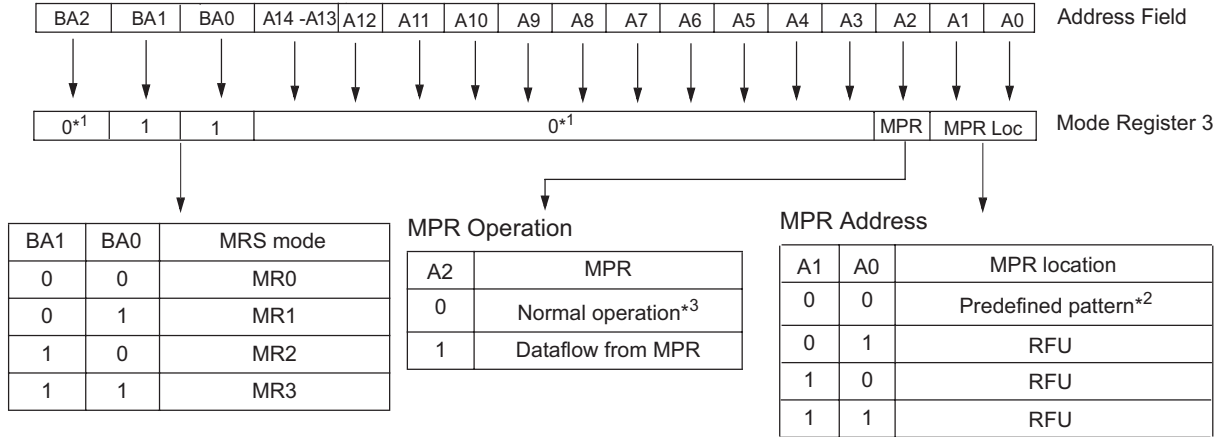 BA2 BA1 BA0 A14 -A13 A12 A11 A10 A9 A8 A7 A6 A5 A4 A3 A2 A1 A0 Address Field
0*1 1 1 0*1 MPR MPR Loc Mode Register 3
BA1 BA0 MRS mode
0 0 MR0
0 1 MR1
1 0 MR2
1 1 MR3
MPR Operation
A2 MPR
0 Normal operation*3
1 Dataflow from MPR
MPR Address
A1 A0 MPR location
0 0 Predefined pattern*2
0 1 RFU
1 0 RFU
1 1 RFU